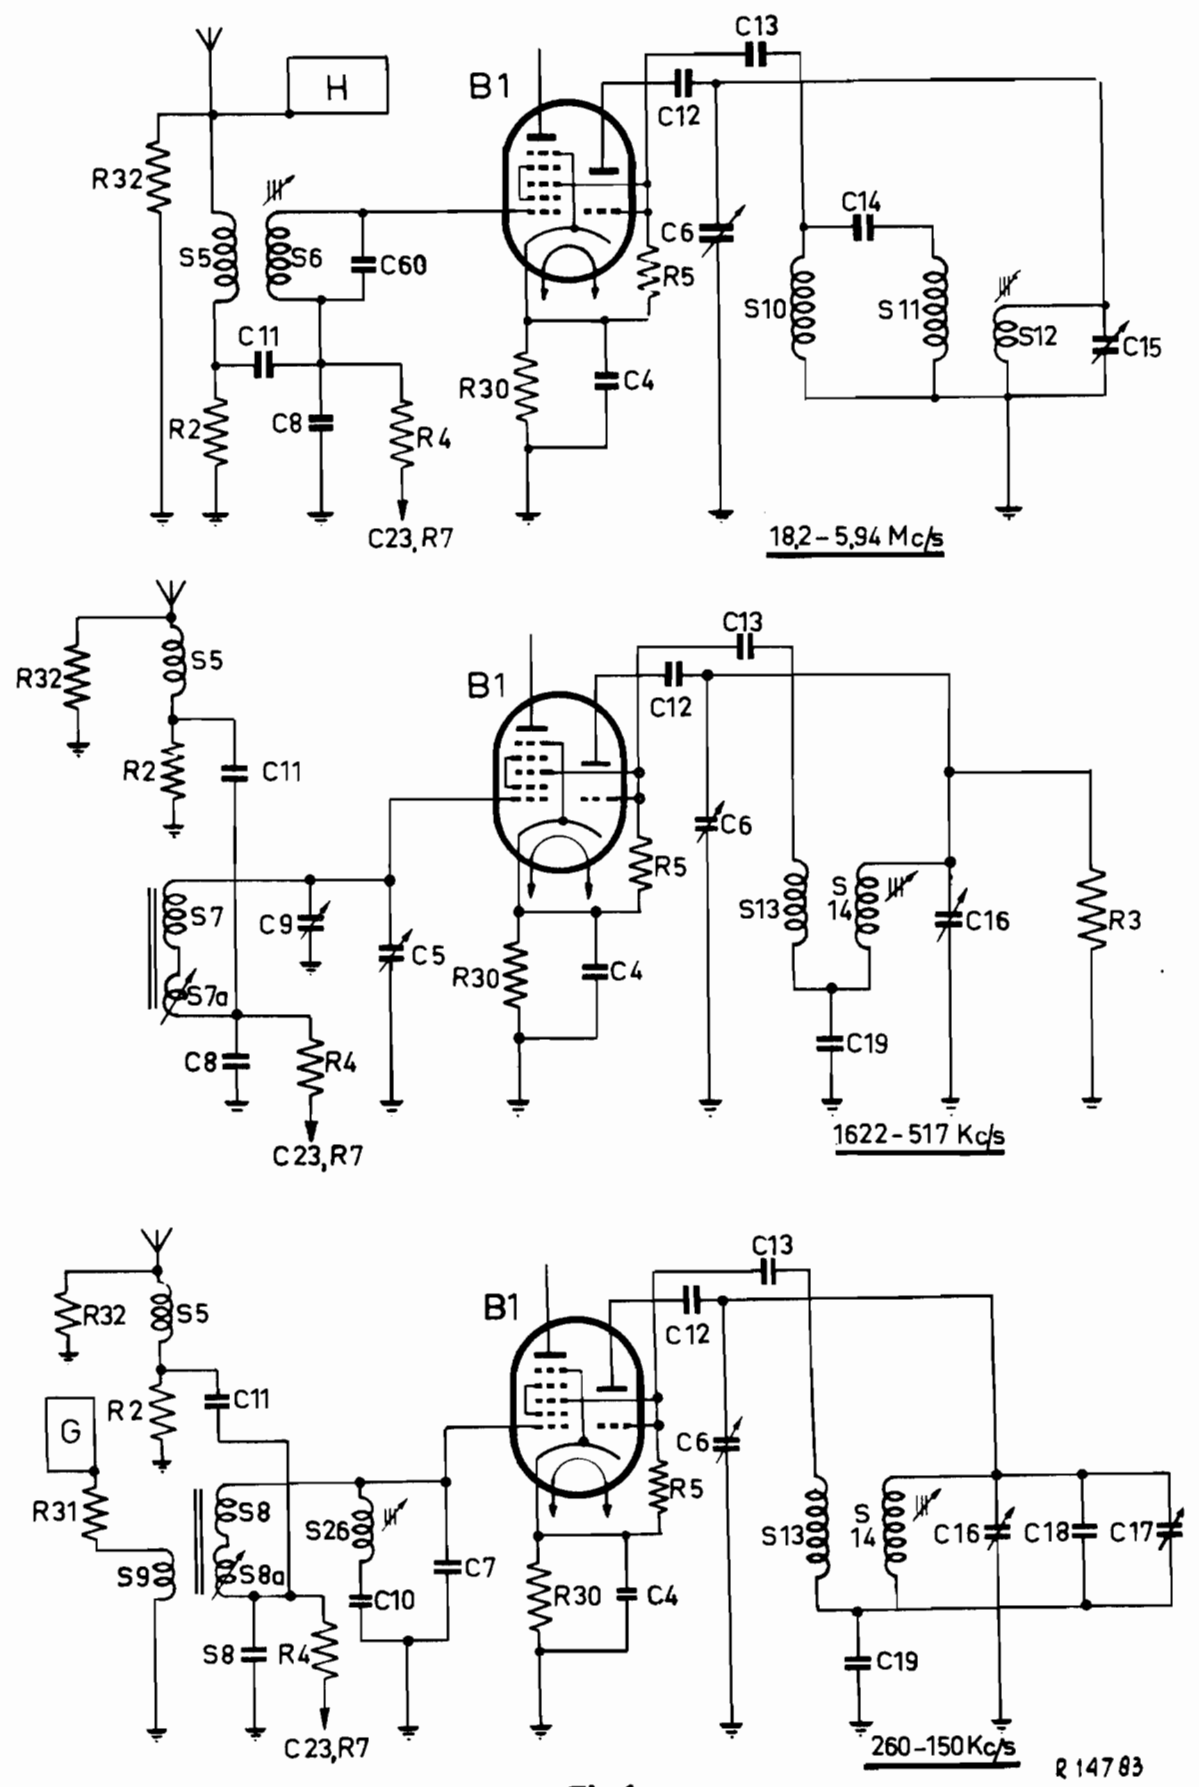 C13
H
B1
C12
R32
C14
C6
S5
S6
C60
R5
S10
S11
S12
C15
C11
R30
C4
R2
C8
R4
C23,R7
18,2–5,94 Mc/s
C13
S5
R32
B1
C12
R2
C11
C6
R5
S13
S
14
C16
R3
S7
C9
C5
S7a
R30
C4
C8
R4
C19
C23,R7
1622–517 Kc/s
C13
R32
S5
B1
C12
R2
C11
G
C6
R5
R31
S8
S26
S13
S
14
C16
C18
C17
S9
S8a
C7
C10
R30
C4
S8
R4
C19
C23,R7
260–150Kc/s
R 14783